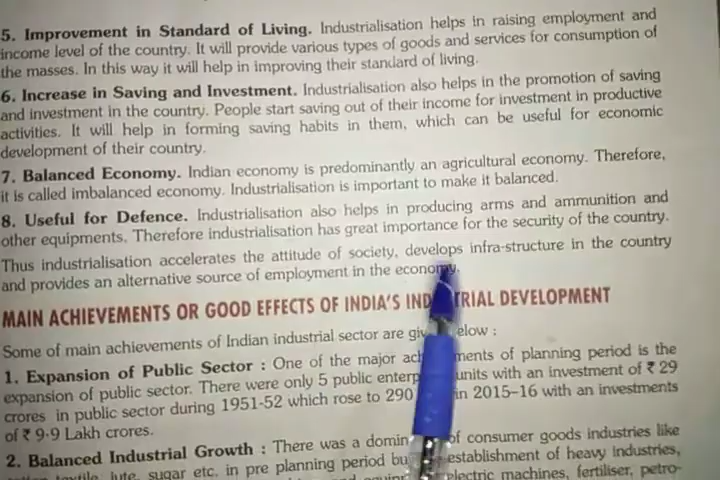 5. Improvement in Standard of Living. Industrialisation helps in raising employment and
income level of the country. It will provide various types of goods and services for consumption of
the masses. In this way it will help in improving their standard of living.
6. Increase in Saving and Investment. Industrialisation also helps in the promotion of saving
and investment in the country. People start saving out of their income for investment in productive
activities. It will help in forming saving habits in them, which can be useful for economic
development of their country.
7. Balanced Economy. Indian economy is predominantly an agricultural economy. Therefore,
it is called imbalanced economy. Industrialisation is important to make it balanced.
8. Useful for Defence. Industrialisation also helps in producing arms and ammunition and
other equipments. Therefore industrialisation has great importance for the security of the country.
Thus industrialisation accelerates the attitude of society, develops infra-structure in the country
and provides an alternative source of employment in the economy.
MAIN ACHIEVEMENTS OR GOOD EFFECTS OF INDIA'S IND TRIAL DEVELOPMENT
Some of main achievements of Indian industrial sector are giv elow :
1. Expansion of Public Sector : One of the major ach ments of planning period is the
expansion of public sector. There were only 5 public enterp units with an investment of ₹ 29
crores in public sector during 1951-52 which rose to 290 in 2015-16 with an investments
of ₹ 9·9 Lakh crores.
2. Balanced Industrial Growth : There was a domin of consumer goods industries like
textile, jute, sugar etc. in pre planning period bu establishment of heavy industries,
electric machines, fertiliser, petro-